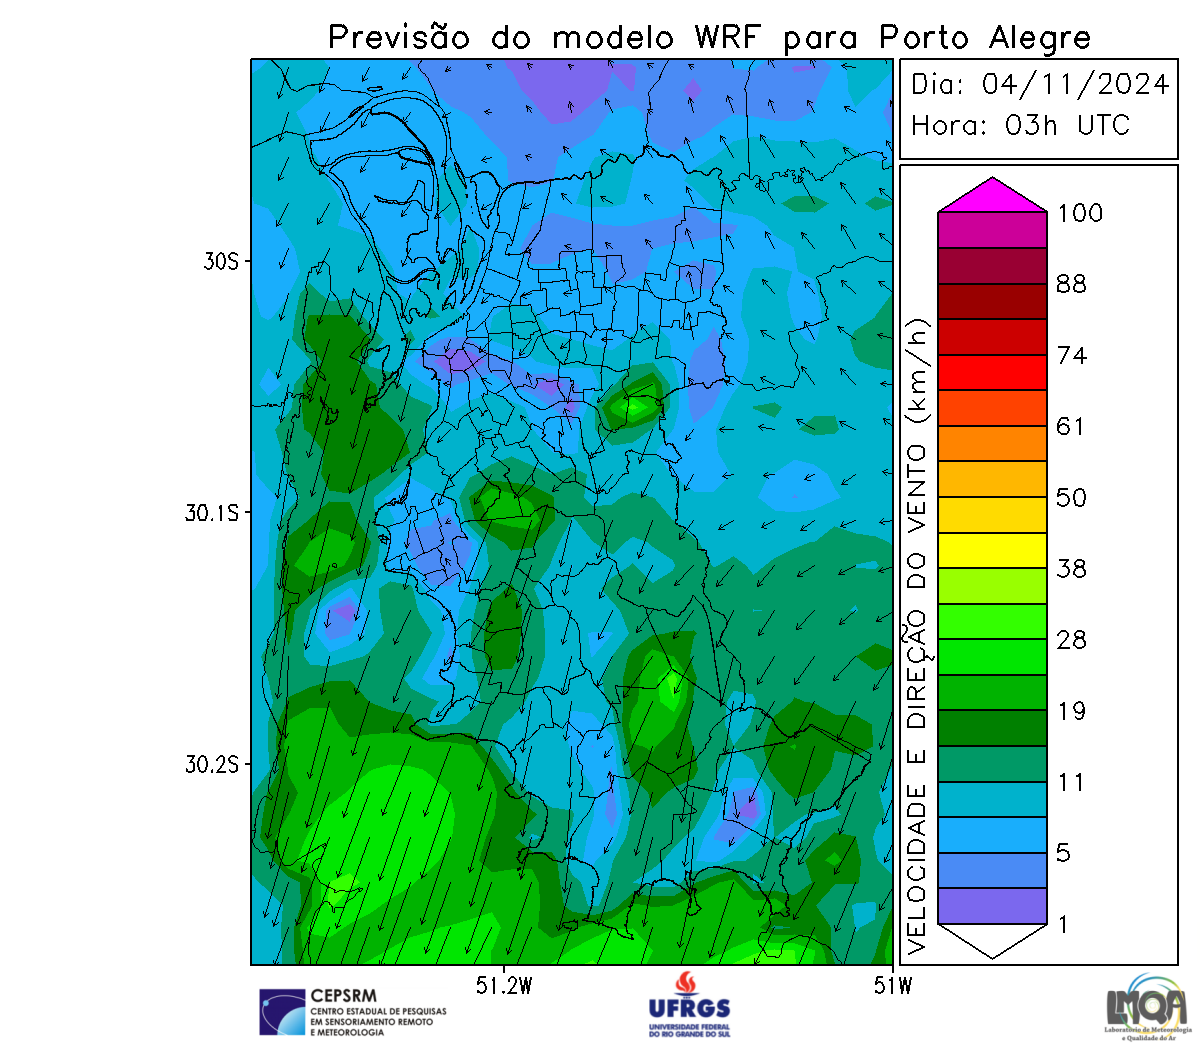 Previsão do modelo WRF para Porto Alegre
Dia: 04/11/2024
Hora: 03h UTC
30S
30.1S
30.2S
51.2W
51W
VELOCIDADE E DIREÇÃO DO VENTO (km/h)
100
88
74
61
50
38
28
19
11
5
1
CEPSRM
CENTRO ESTADUAL DE PESQUISAS
EM SENSORIAMENTO REMOTO
E METEOROLOGIA
UFRGS
UNIVERSIDADE FEDERAL
DO RIO GRANDE DO SUL
LMQA
Laboratório de Meteorologia
e Qualidade do Ar